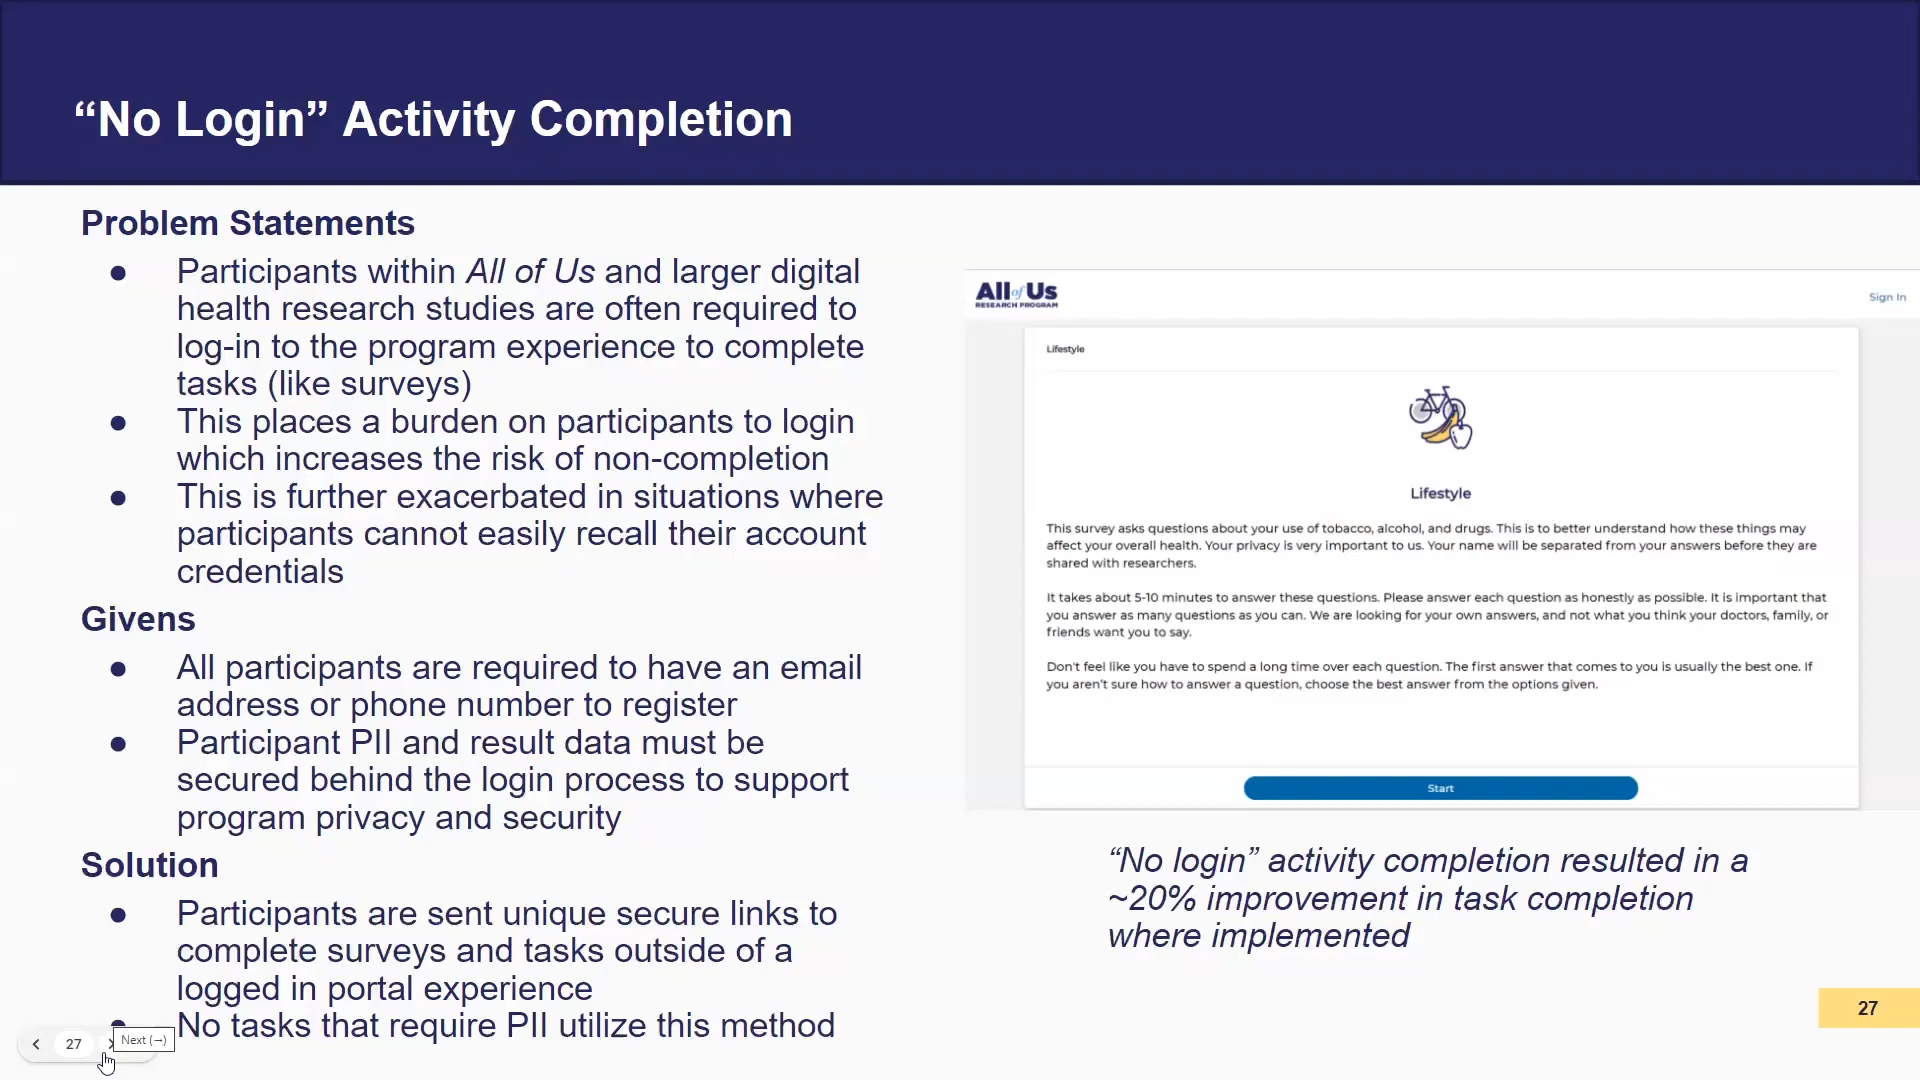 “No Login” Activity Completion
Problem Statements
● Participants within All of Us and larger digital
health research studies are often required to
log-in to the program experience to complete
tasks (like surveys)
● This places a burden on participants to login
which increases the risk of non-completion
● This is further exacerbated in situations where
participants cannot easily recall their account
credentials
Givens
● All participants are required to have an email
address or phone number to register
● Participant PII and result data must be
secured behind the login process to support
program privacy and security
Solution
● Participants are sent unique secure links to
complete surveys and tasks outside of a
logged in portal experience
● No tasks that require PII utilize this method
All of Us
RESEARCH PROGRAM
Sign In
Lifestyle
Lifestyle
This survey asks questions about your use of tobacco, alcohol, and drugs. This is to better understand how these things may
affect your overall health. Your privacy is very important to us. Your name will be separated from your answers before they are
shared with researchers.
It takes about 5-10 minutes to answer these questions. Please answer each question as honestly as possible. It is important that
you answer as many questions as you can. We are looking for your own answers, and not what you think your doctors, family, or
friends want you to say.
Don't feel like you have to spend a long time over each question. The first answer that comes to you is usually the best one. If
you aren't sure how to answer a question, choose the best answer from the options given.
Start
“No login” activity completion resulted in a
~20% improvement in task completion
where implemented
27
27
Next (→)